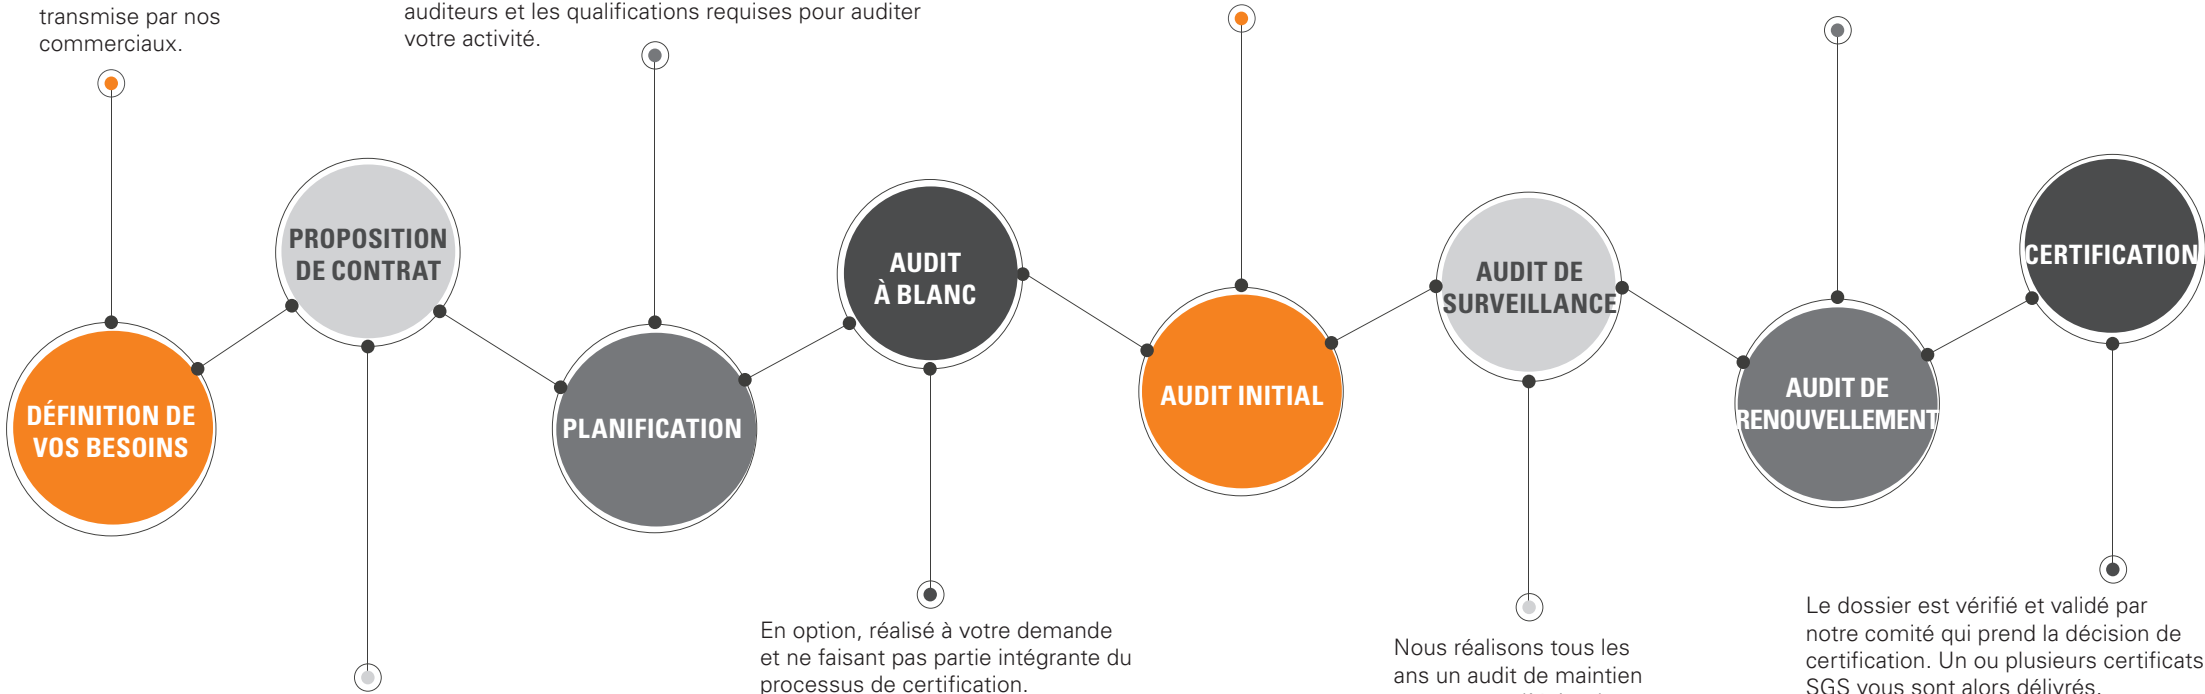 transmise par nos
commerciaux.
auditeurs et les qualifications requises pour auditer
votre activité.
DÉFINITION DE
VOS BESOINS
PROPOSITION
DE CONTRAT
PLANIFICATION
AUDIT
À BLANC
En option, réalisé à votre demande
et ne faisant pas partie intégrante du
processus de certification.
AUDIT INITIAL
AUDIT DE
SURVEILLANCE
Nous réalisons tous les
ans un audit de maintien
AUDIT DE
RENOUVELLEMENT
CERTIFICATION
Le dossier est vérifié et validé par
notre comité qui prend la décision de
certification. Un ou plusieurs certificats
SGS vous sont alors délivrés.